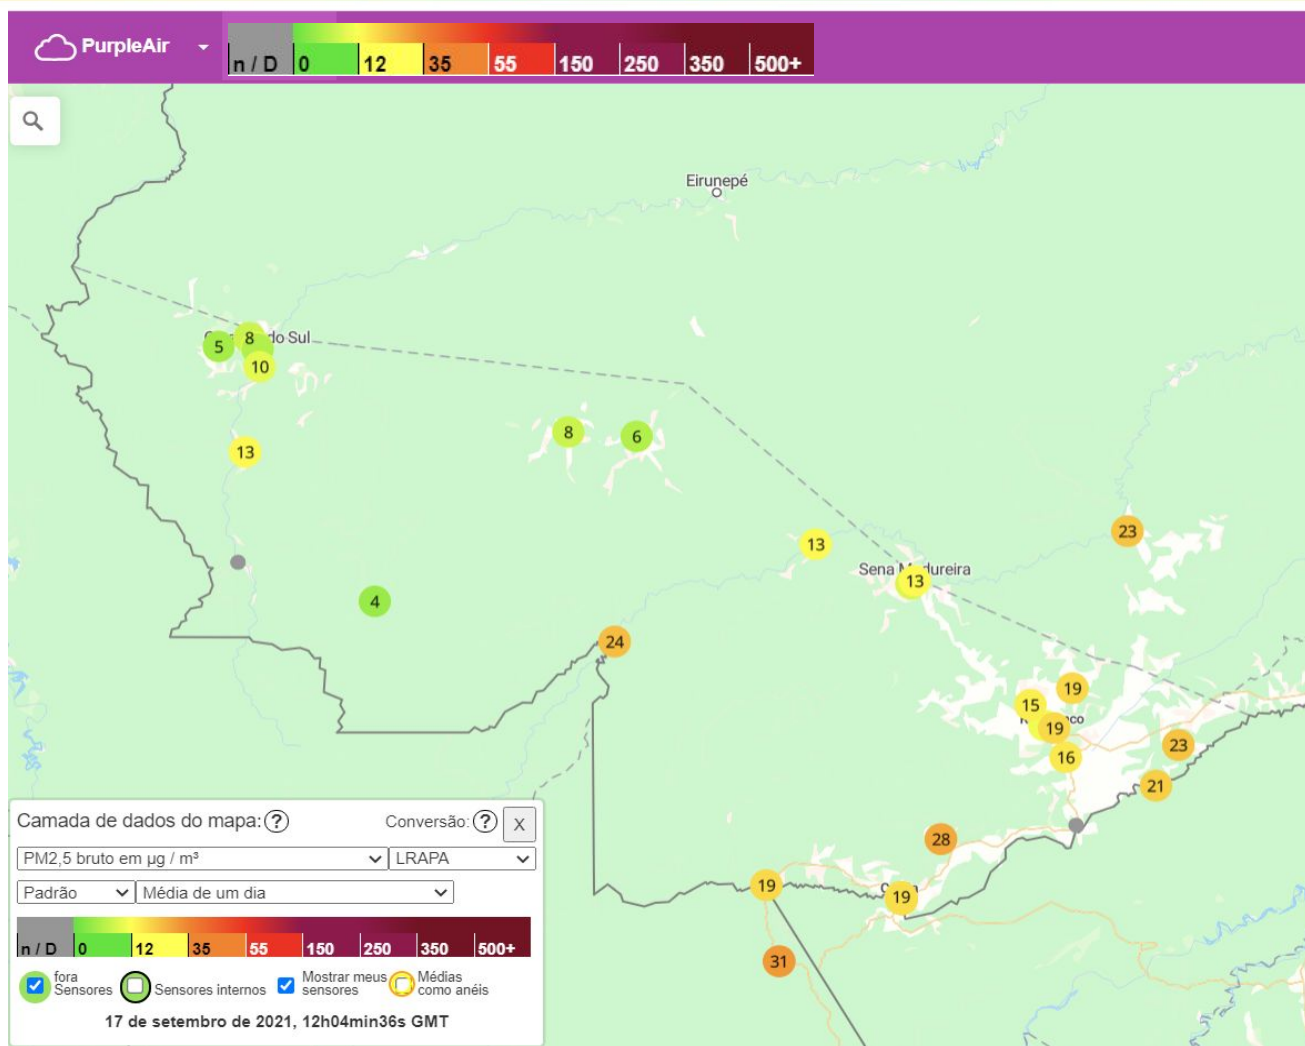 PurpleAir
n / D 0 12 35 55 150 250 350 500+
Eirunepé
do Sul
5
8
10
13
8
6
13
Sena Madureira
13
23
4
24
19
15
19
16
23
21
28
19
19
31
Camada de dados do mapa: ? Conversão: ? X
PM2,5 bruto em µg / m³ LRAPA
Padrão Média de um dia
n / D 0 12 35 55 150 250 350 500+
fora Sensores
Sensores internos
Mostrar meus sensores
Médias como anéis
17 de setembro de 2021, 12h04min36s GMT